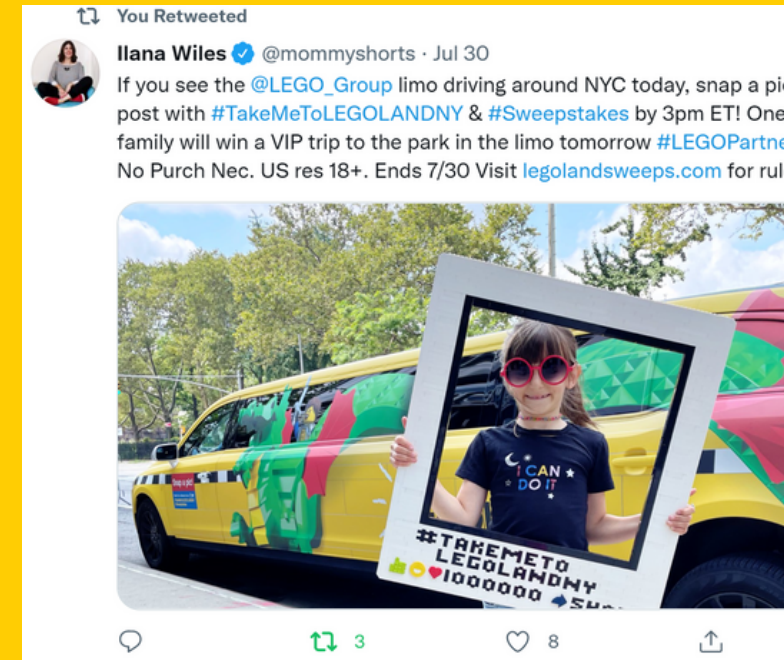 You Retweeted
Ilana Wiles @mommyshorts · Jul 30
If you see the @LEGO_Group limo driving around NYC today, snap a pic
post with #TakeMeToLEGOLANDNY & #Sweepstakes by 3pm ET! One
family will win a VIP trip to the park in the limo tomorrow #LEGOPartne
No Purch Nec. US res 18+. Ends 7/30 Visit legolandsweeps.com for rul
Snap a pic!
I CAN
DO IT
#TAKEMETO
LEGOLANDNY
1000000
3
8